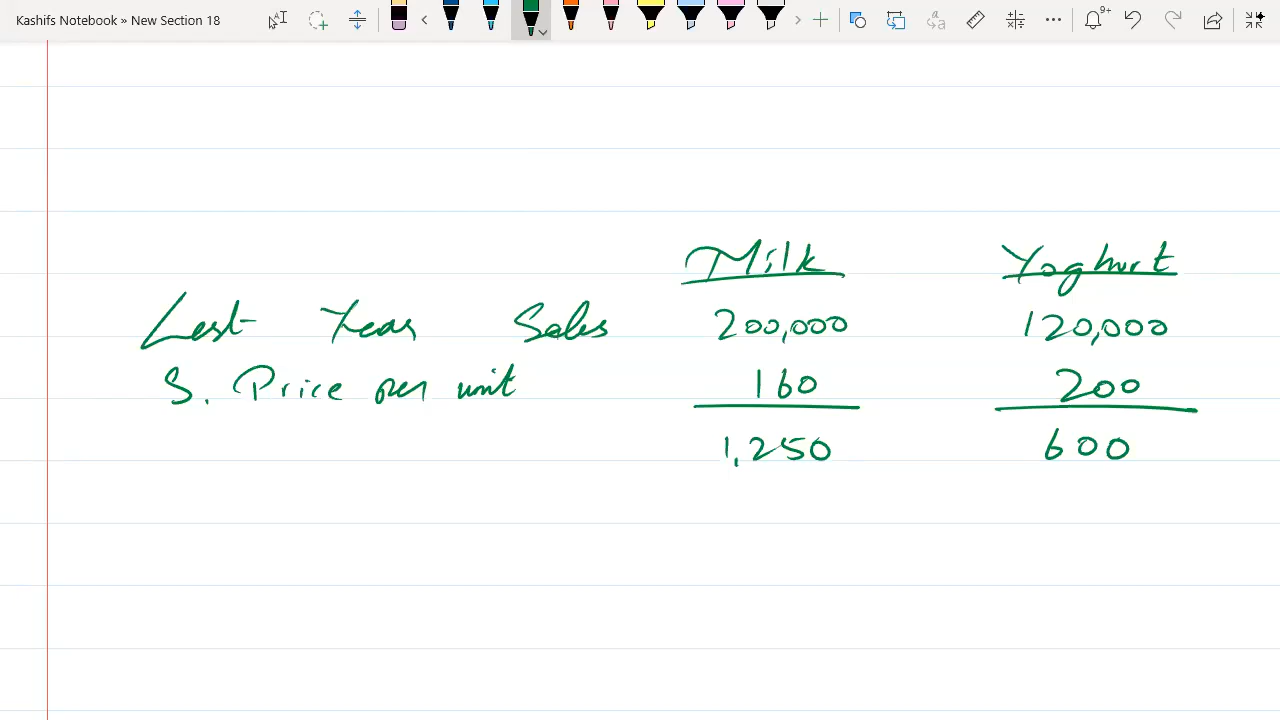 Kashifs Notebook » New Section 18
9+
Milk Yoghurt
Last Year Sales 200,000 120,000
S. Price per unit 160 200
1,250 600